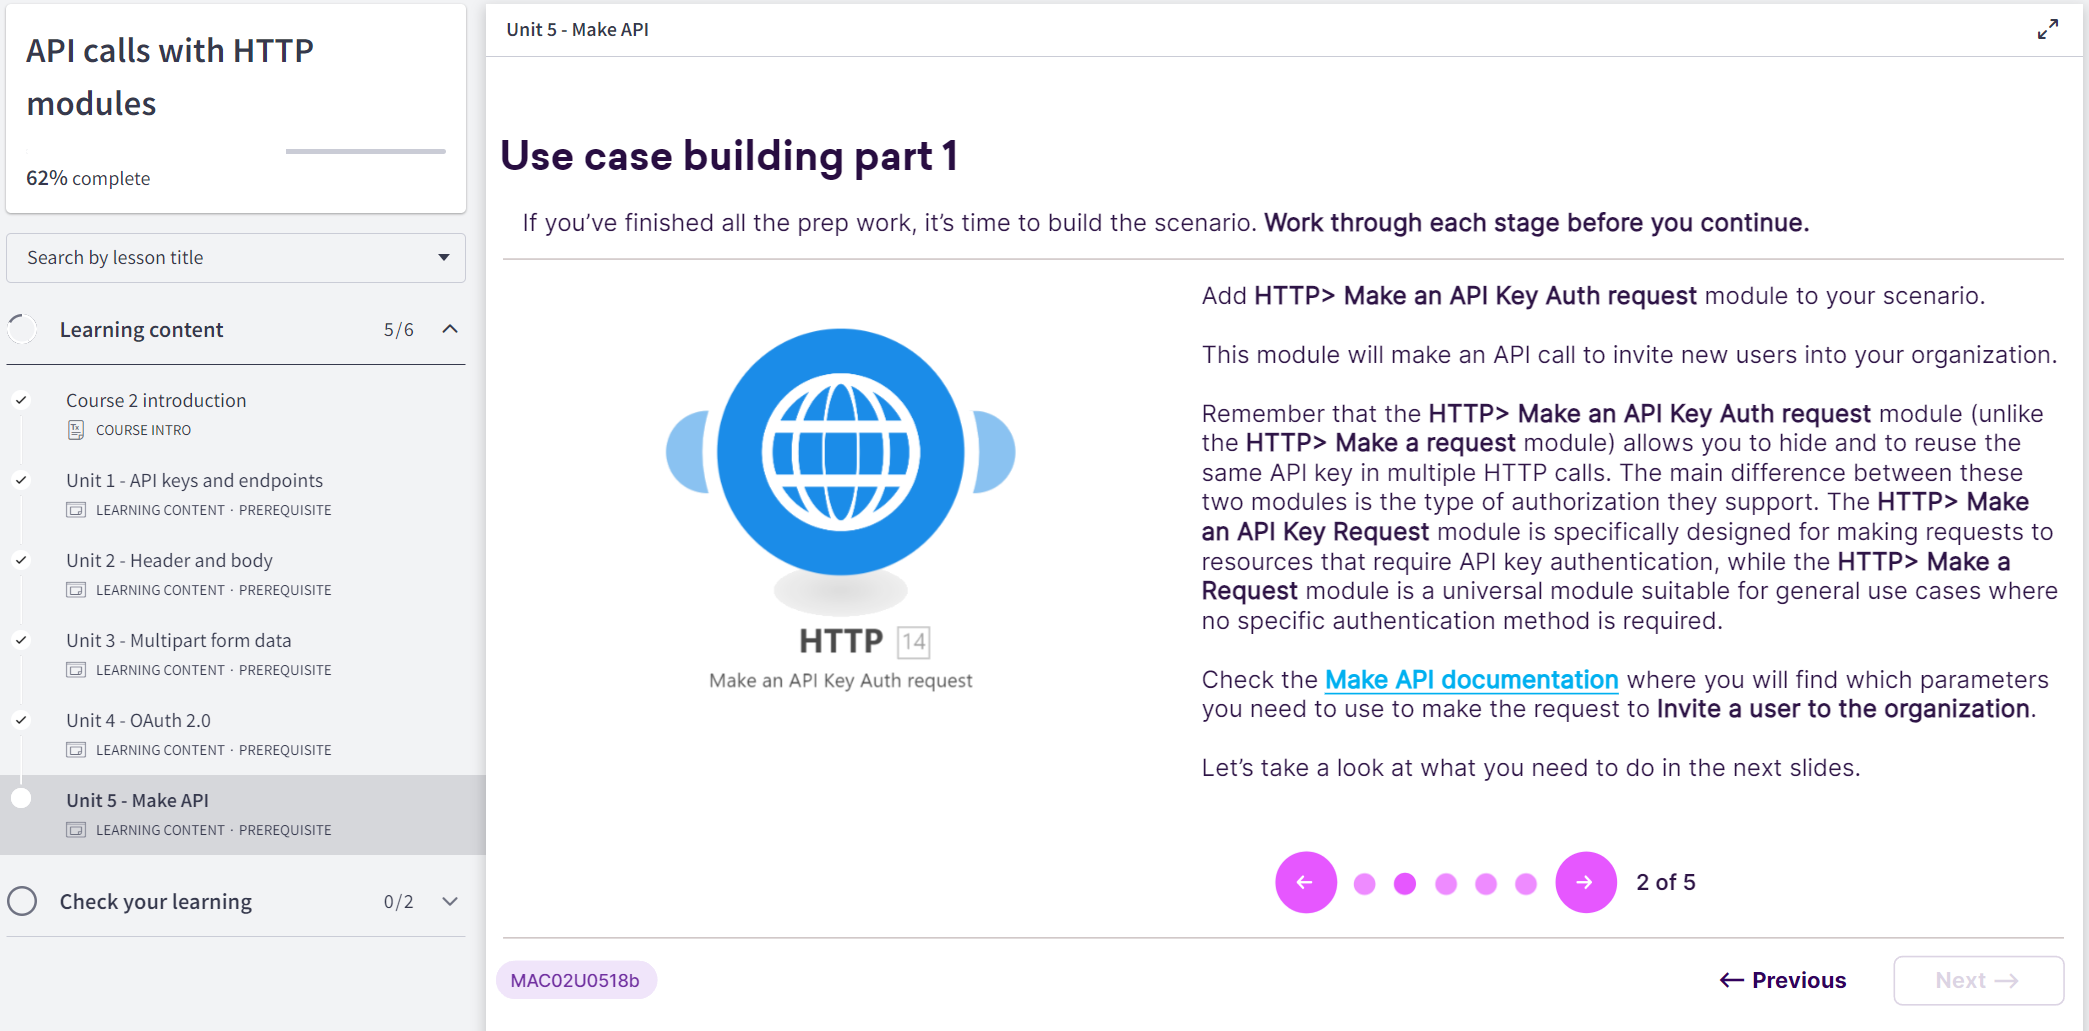 API calls with HTTP
modules
62% complete
Search by lesson title
Learning content 5/6
Course 2 introduction
COURSE INTRO
Unit 1 - API keys and endpoints
LEARNING CONTENT · PREREQUISITE
Unit 2 - Header and body
LEARNING CONTENT · PREREQUISITE
Unit 3 - Multipart form data
LEARNING CONTENT · PREREQUISITE
Unit 4 - OAuth 2.0
LEARNING CONTENT · PREREQUISITE
Unit 5 - Make API
LEARNING CONTENT · PREREQUISITE
Check your learning 0/2
Unit 5 - Make API
Use case building part 1
If you’ve finished all the prep work, it’s time to build the scenario. Work through each stage before you continue.
HTTP 14
Make an API Key Auth request
Add HTTP> Make an API Key Auth request module to your scenario.
This module will make an API call to invite new users into your organization.
Remember that the HTTP> Make an API Key Auth request module (unlike
the HTTP> Make a request module) allows you to hide and to reuse the
same API key in multiple HTTP calls. The main difference between these
two modules is the type of authorization they support. The HTTP> Make
an API Key Request module is specifically designed for making requests to
resources that require API key authentication, while the HTTP> Make a
Request module is a universal module suitable for general use cases where
no specific authentication method is required.
Check the Make API documentation where you will find which parameters
you need to use to make the request to Invite a user to the organization.
Let’s take a look at what you need to do in the next slides.
← → 2 of 5
MAC02U0518b
← Previous Next →